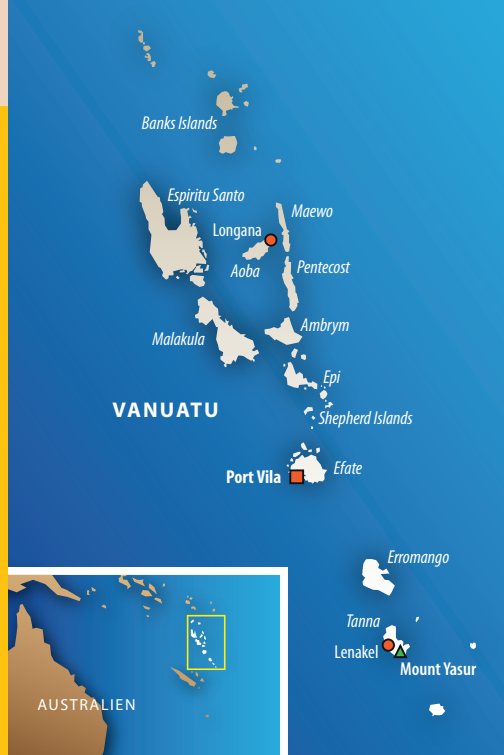 Banks Islands
Espiritu Santo
Maewo
Longana
Aoba
Pentecost
Ambrym
Malakula
Epi
VANUATU
Shepherd Islands
Efate
Port Vila
Erromango
Tanna
Lenakel
Mount Yasur
AUSTRALIEN